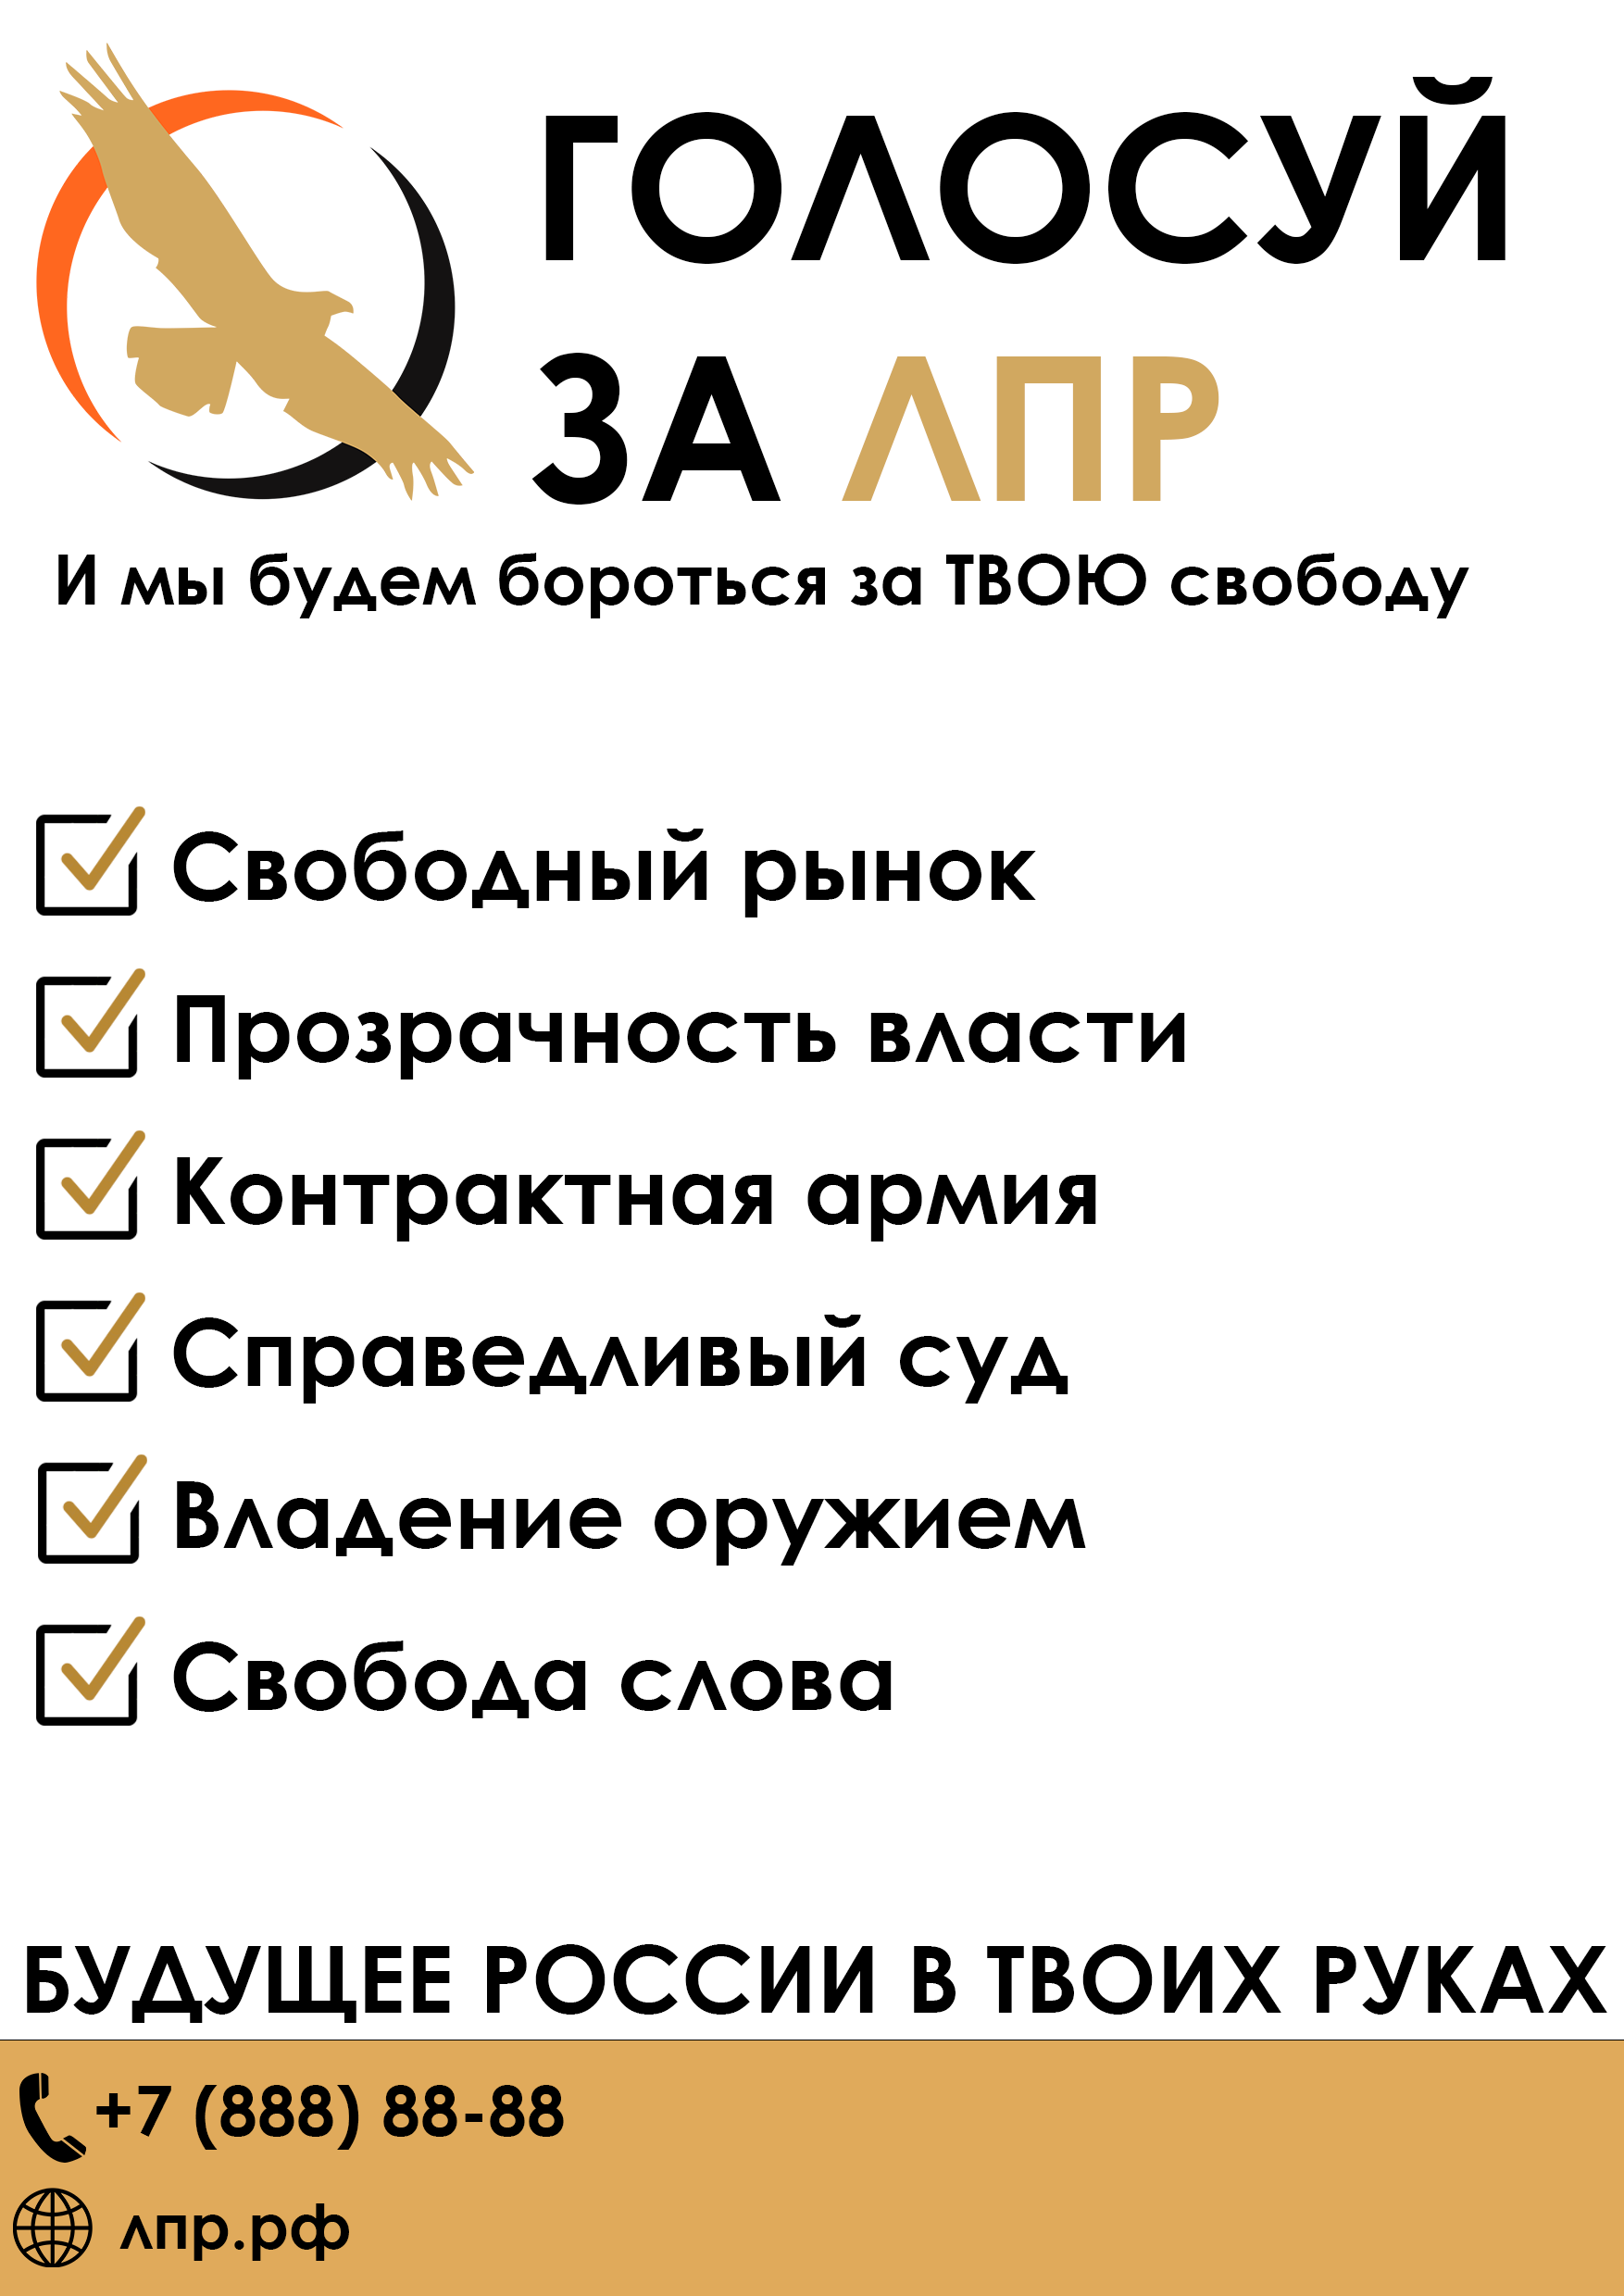 ГОЛОСУЙ
ЗА ЛПР
И мы будем бороться за ТВОЮ свободу
Свободный рынок
Прозрачность власти
Контрактная армия
Справедливый суд
Владение оружием
Свобода слова
БУДУЩЕЕ РОССИИ В ТВОИХ РУКАХ
+7 (888) 88-88
лпр.рф